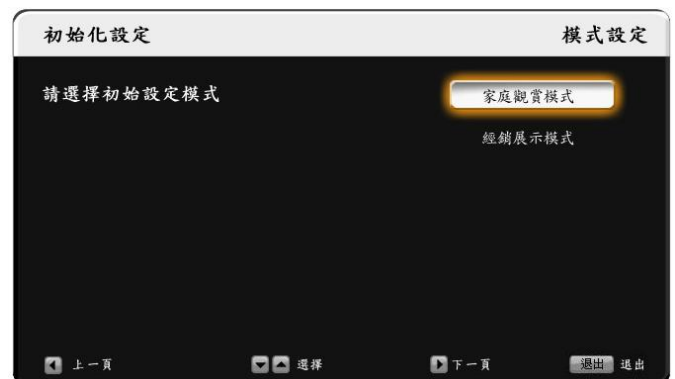 初始化設定 模式設定
請選擇初始設定模式 家庭觀賞模式
經銷展示模式
上一頁 選擇 下一頁 退出 退出